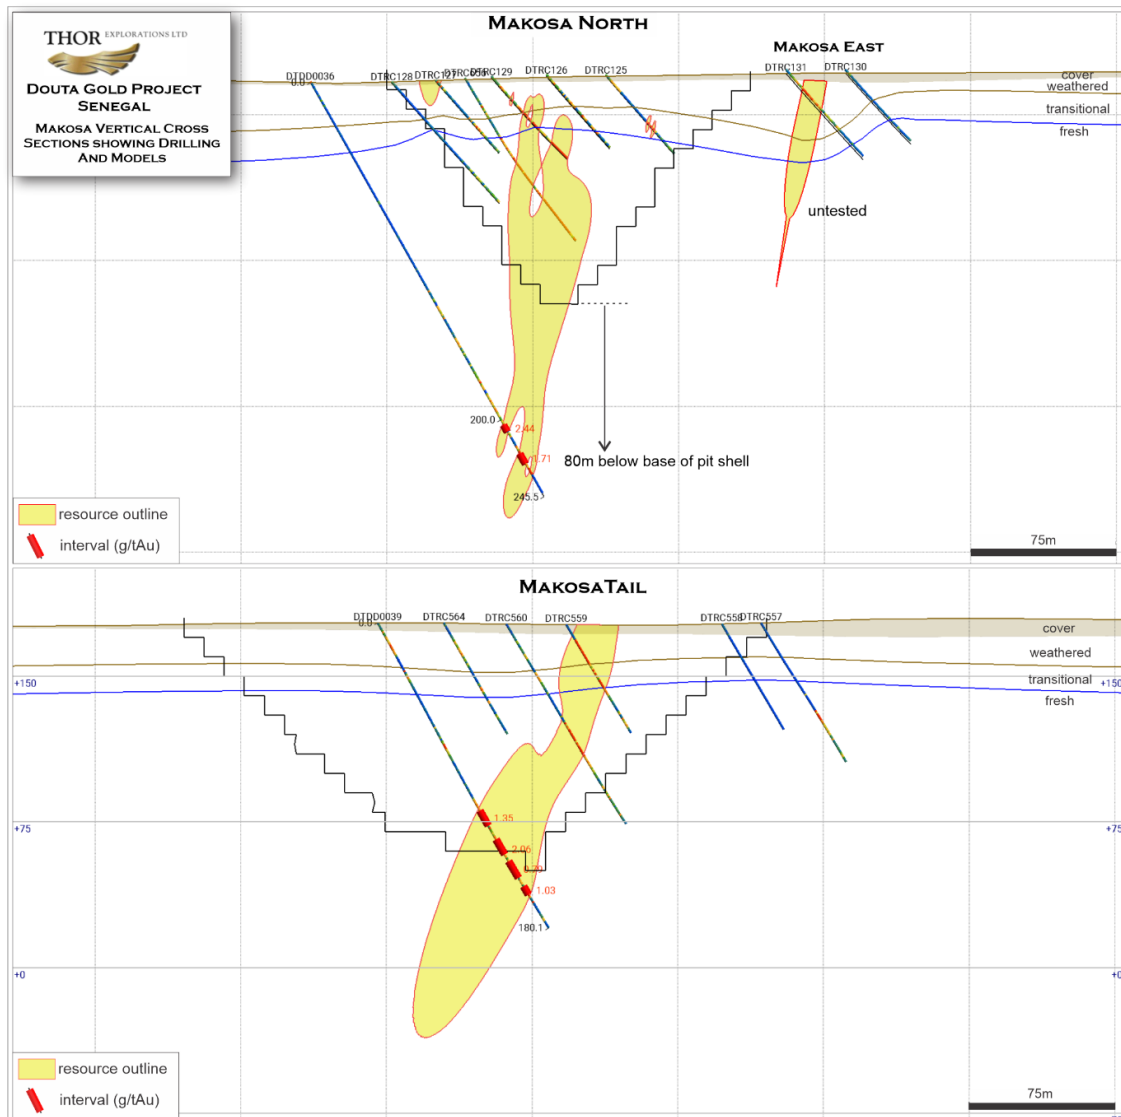 THOR EXPLORATIONS LTD
DOUTA GOLD PROJECT
SENEGAL
MAKOSA VERTICAL CROSS
SECTIONS SHOWING DRILLING
AND MODELS
MAKOSA NORTH
MAKOSA EAST
DTDD0036
DTRC128
DTRC127
DTRC129
DTRC126
DTRC125
DTRC131
DTRC130
0.0
cover
weathered
transitional
fresh
untested
200.0
2.44
1.71
80m below base of pit shell
245.5
resource outline
interval (g/tAu)
75m
MAKOSATAIL
DTDD0039
DTRC564
DTRC560
DTRC559
DTRC558
DTRC557
0.0
cover
weathered
transitional
fresh
+150
+150
+75
+75
1.35
2.06
0.79
1.03
180.1
+0
+0
resource outline
interval (g/tAu)
75m